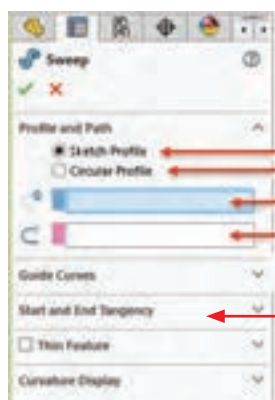 Sweep
Profile and Path
Sketch Profile
Circular Profile
Guide Curves
Start and End Tangency
Thin Feature
Curvature Display